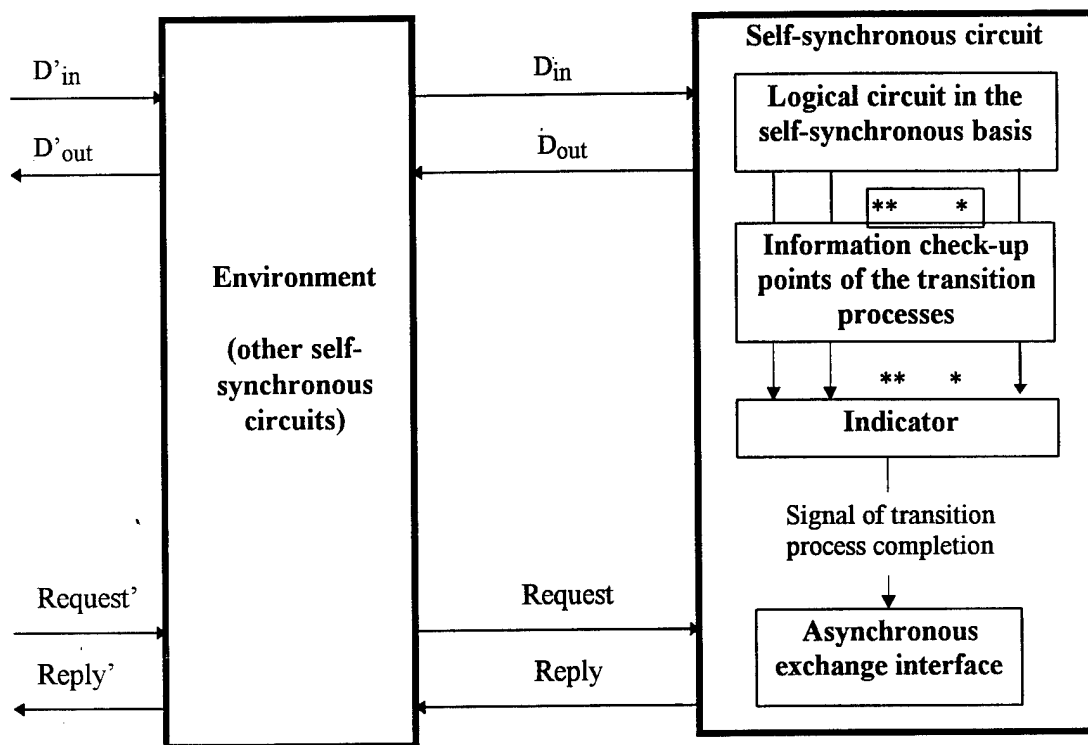 D'in
D'out
Request'
Reply'
Environment
(other self-
synchronous
circuits)
Din
Dout
Request
Reply
Self-synchronous circuit
Logical circuit in the
self-synchronous basis
** *
Information check-up
points of the transition
processes
** *
Indicator
Signal of transition
process completion
Asynchronous
exchange interface